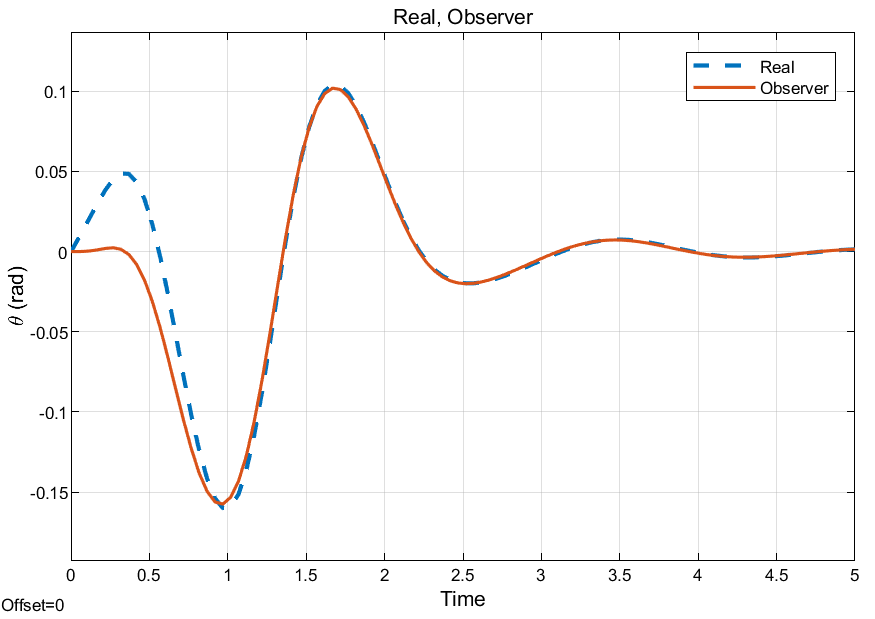 Real, Observer
Real
Observer
0.1
0.05
0
-0.05
-0.1
-0.15
θ (rad)
0 0.5 1 1.5 2 2.5 3 3.5 4 4.5 5
Time
Offset=0